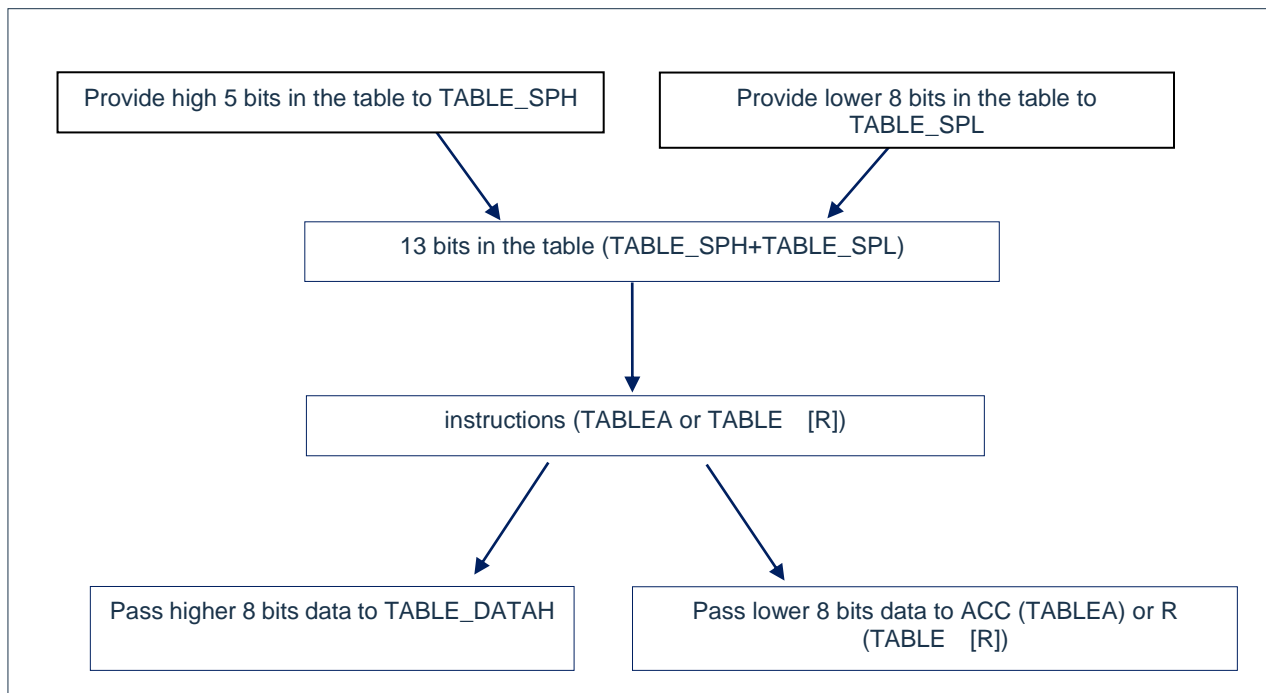 Provide high 5 bits in the table to TABLE_SPH
Provide lower 8 bits in the table to
TABLE_SPL
13 bits in the table (TABLE_SPH+TABLE_SPL)
instructions (TABLEA or TABLE [R])
Pass higher 8 bits data to TABLE_DATAH
Pass lower 8 bits data to ACC (TABLEA) or R
(TABLE [R])